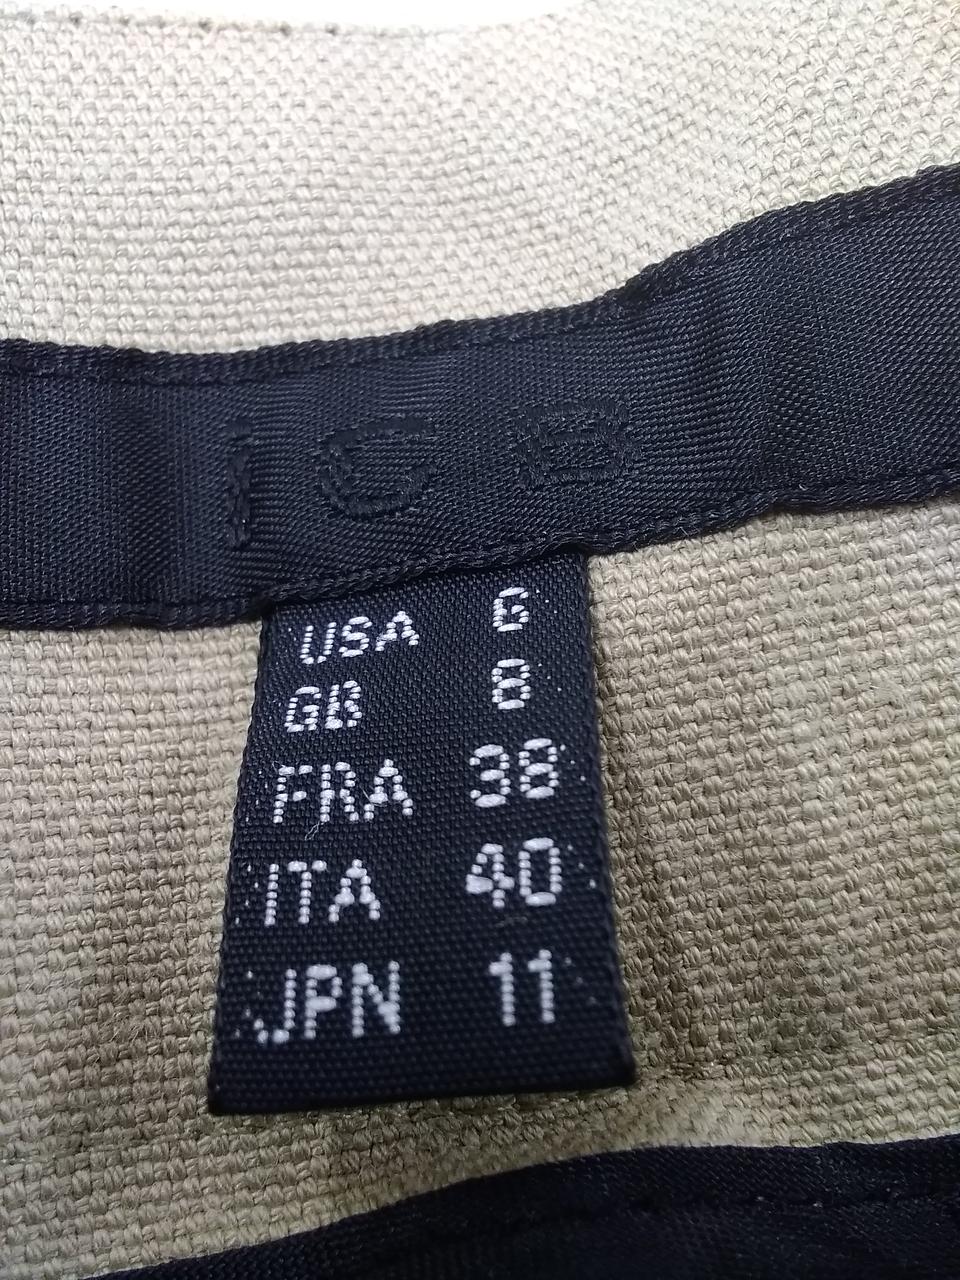 ICB
USA 6
GB 8
FRA 38
ITA 40
JPN 11